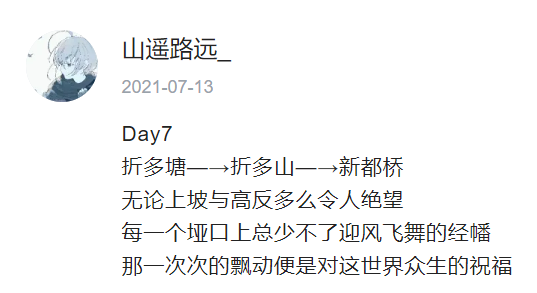 山遥路远_
2021-07-13
Day7
折多塘—→折多山—→新都桥
无论上坡与高反多么令人绝望
每一个垭口上总少不了迎风飞舞的经幡
那一次次的飘动便是对这世界众生的祝福